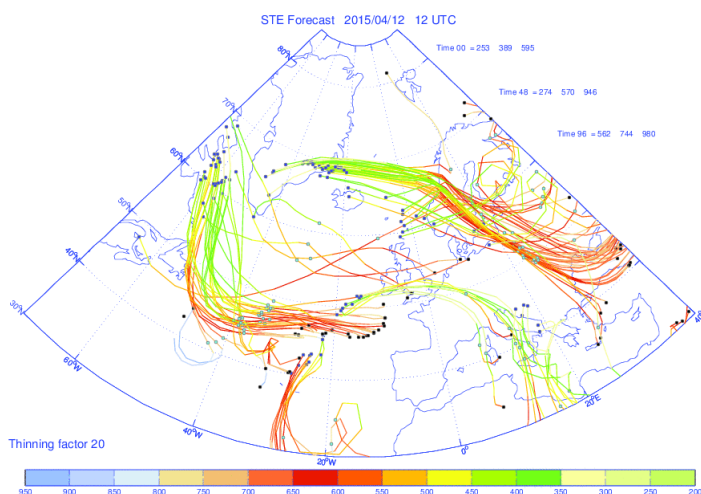 STE Forecast 2015/04/12 12 UTC
Time 00 = 253 389 595
Time 48 = 274 570 946
Time 96 = 562 744 980
80°N
70°N
60°N
50°N
40°N
30°N
60°W
40°W
20°W
0°
20°E
Thinning factor 20
950 900 850 800 750 700 650 600 550 500 450 400 350 300 250 200